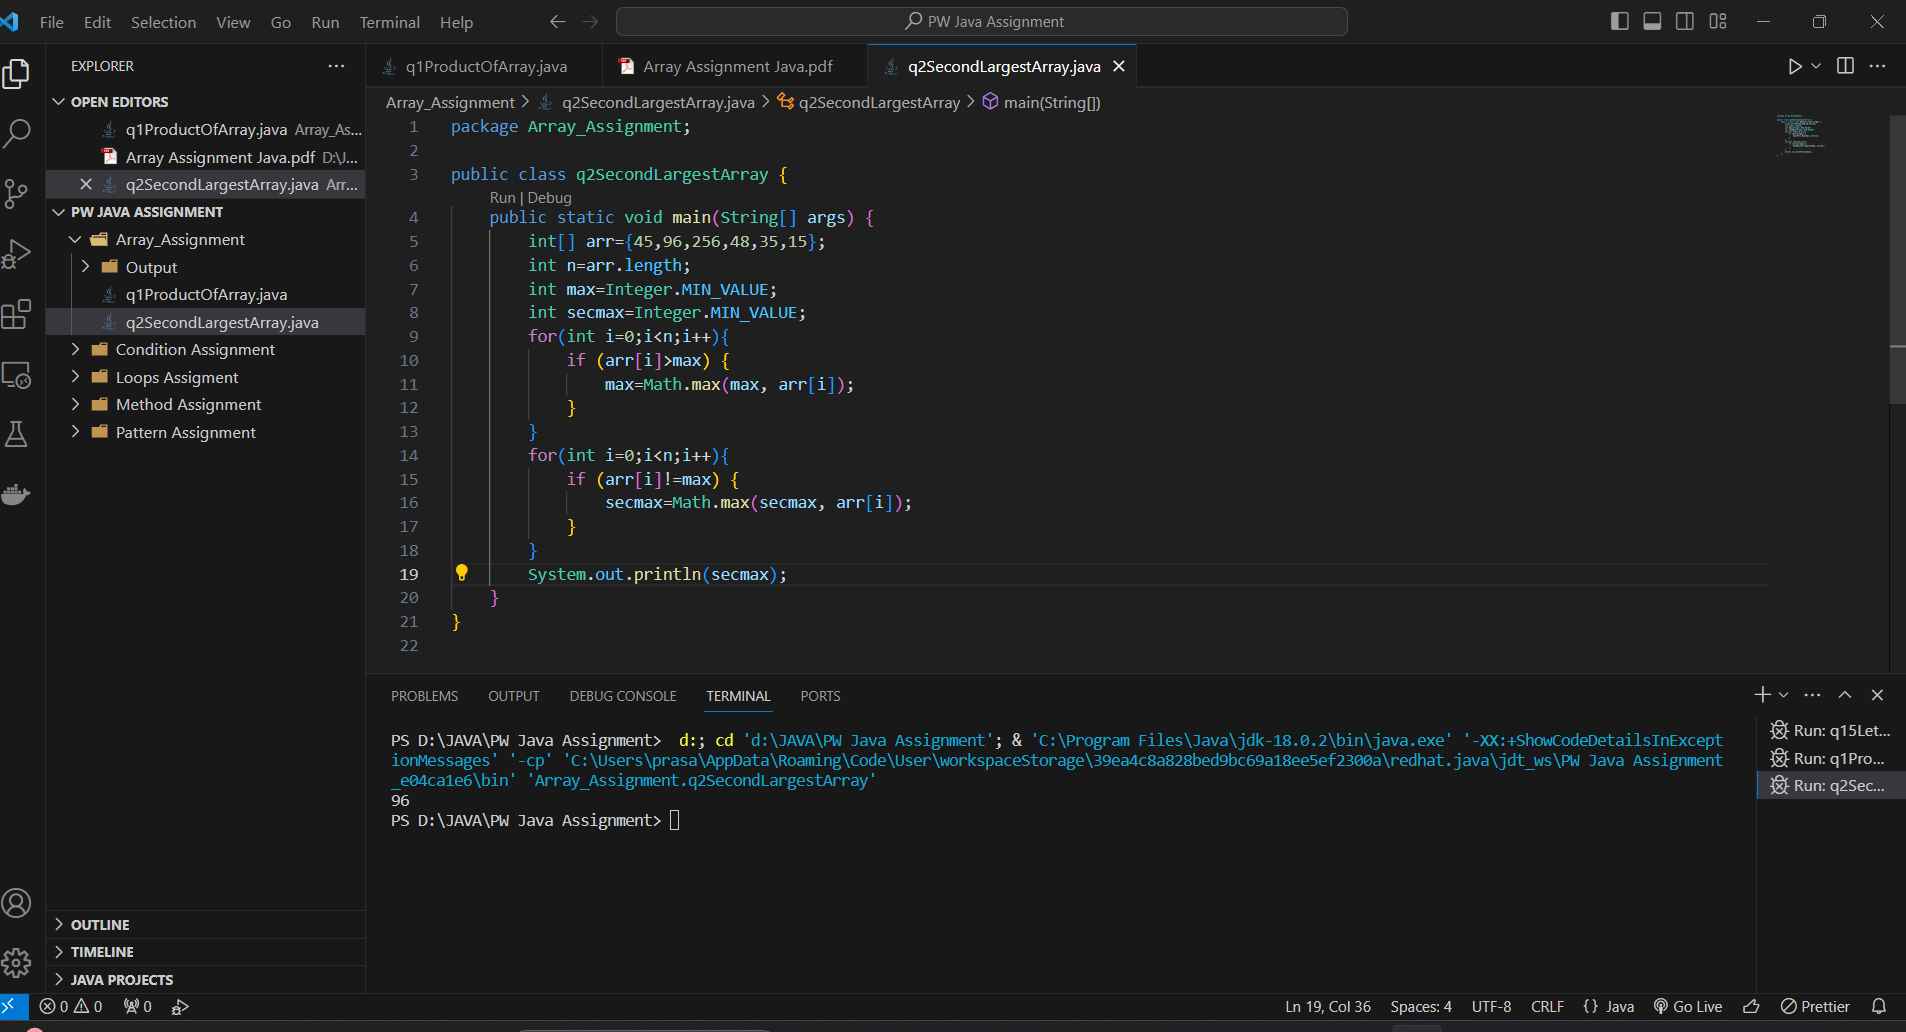 File Edit Selection View Go Run Terminal Help
PW Java Assignment
EXPLORER
OPEN EDITORS
q1ProductOfArray.java Array_As...
Array Assignment Java.pdf D:\J...
q2SecondLargestArray.java Arr...
PW JAVA ASSIGNMENT
Array_Assignment
Output
q1ProductOfArray.java
q2SecondLargestArray.java
Condition Assignment
Loops Assigment
Method Assignment
Pattern Assignment
OUTLINE
TIMELINE
JAVA PROJECTS
q1ProductOfArray.java Array Assignment Java.pdf q2SecondLargestArray.java
Array_Assignment > q2SecondLargestArray.java > q2SecondLargestArray > main(String[])
1 package Array_Assignment;
2
3 public class q2SecondLargestArray {
Run | Debug
4 public static void main(String[] args) {
5 int[] arr={45,96,256,48,35,15};
6 int n=arr.length;
7 int max=Integer.MIN_VALUE;
8 int secmax=Integer.MIN_VALUE;
9 for(int i=0;i<n;i++){
10 if (arr[i]>max) {
11 max=Math.max(max, arr[i]);
12 }
13 }
14 for(int i=0;i<n;i++){
15 if (arr[i]!=max) {
16 secmax=Math.max(secmax, arr[i]);
17 }
18 }
19 System.out.println(secmax);
20 }
21 }
22
PROBLEMS OUTPUT DEBUG CONSOLE TERMINAL PORTS
PS D:\JAVA\PW Java Assignment>  d:; cd 'd:\JAVA\PW Java Assignment'; & 'C:\Program Files\Java\jdk-18.0.2\bin\java.exe' '-XX:+ShowCodeDetailsInExcept
ionMessages' '-cp' 'C:\Users\prasa\AppData\Roaming\Code\User\workspaceStorage\39ea4c8a828bed9bc69a18ee5ef2300a\redhat.java\jdt_ws\PW Java Assignment
_e04ca1e6\bin' 'Array_Assignment.q2SecondLargestArray'
96
PS D:\JAVA\PW Java Assignment>
Run: q15Let...
Run: q1Pro...
Run: q2Sec...
0 0 0 Ln 19, Col 36 Spaces: 4 UTF-8 CRLF {} Java Go Live Prettier